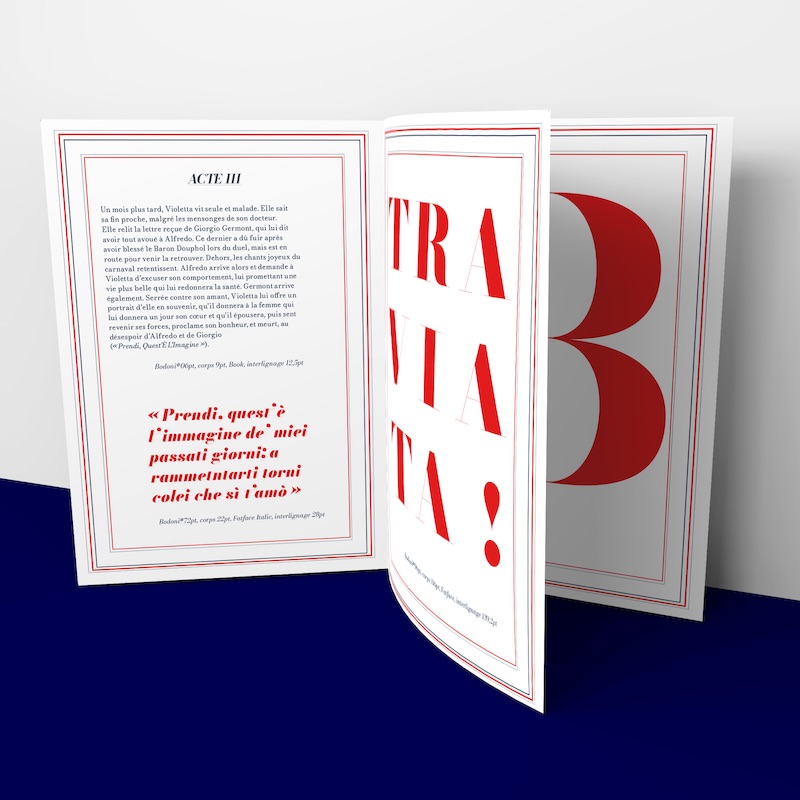 ACTE III
Un mois plus tard, Violetta vit seule et malade. Elle sait
sa fin proche, malgré les mensonges de son docteur.
Elle relit la lettre reçue de Giorgio Germont, qui lui dit
avoir tout avoué à Alfredo. Ce dernier a dû fuir après
avoir blessé le Baron Douphol lors du duel, mais est en
route pour venir la retrouver. Dehors, les chants joyeux du
carnaval retentissent. Alfredo arrive alors et demande à
Violetta d'excuser son comportement, lui promettant une
vie plus belle qui lui redonnera la santé. Germont arrive
également. Serrée contre son amant, Violetta lui offre un
portrait d'elle en souvenir, qu'il donnera à la femme qui
lui donnera un jour son cœur et qu'il épousera, puis sent
revenir ses forces, proclame son bonheur, et meurt, au
désespoir d'Alfredo et de Giorgio
(« Prendi, Quest'È L'Imagine »).
Bodoni*06pt, corps 9pt, Book, interlignage 12,5pt
« Prendi, quest'è
l'immagine de' miei
passati giorni; a
rammetntarti torni
colei che sì t'amò »
Bodoni*72pt, corps 22pt, Fatface Italic, interlignage 28pt
TRA
VIA
TA !
Fatface, interlignage 139,2pt
B